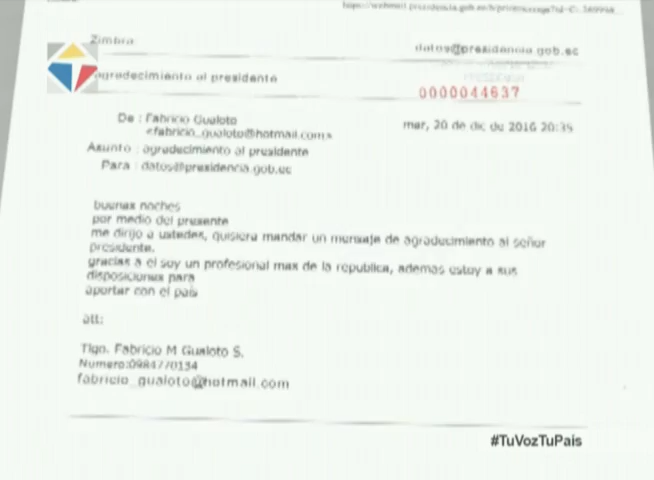 Zimbra
datos@presidencia.gob.ec
agradecimiento al presidente
0000044637
De : Fabricio Gualoto
<fabricio_gualoto@hotmail.com>
mar, 20 de dic de 2016 20:35
Asunto : agradecimiento al presidente
Para : datos@presidencia.gob.ec
buenas noches
por medio del presente
me dirijo a ustedes, quisiera mandar un mensaje de agradecimiento al señor
presidente.
gracias a el soy un profesional mas de la republica, ademas estoy a sus
disposiciones para
aportar con el pais
att:
Tlgo. Fabricio M Gualoto S.
Numero:0984770134
fabricio_gualoto@hotmail.com
#TuVozTuPais